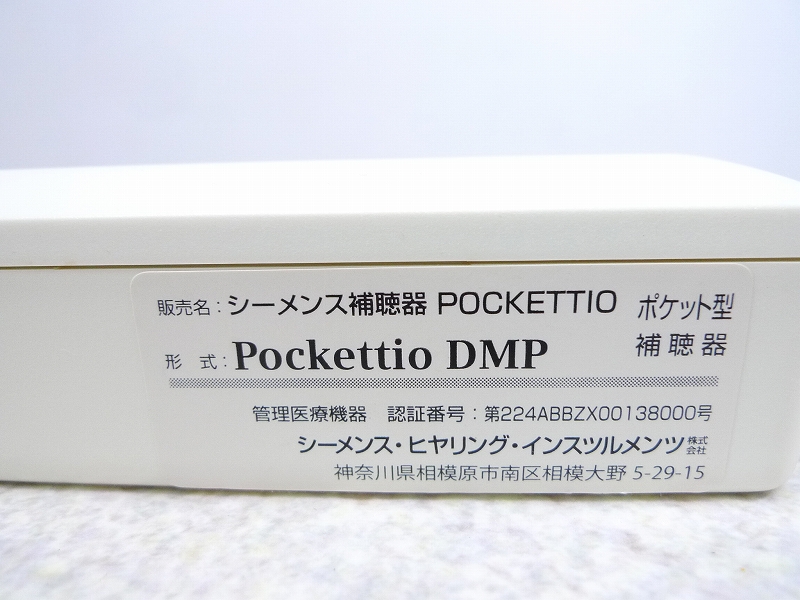 販売名：シーメンス補聴器 POCKETTIO ポケット型
補聴器
形　式：Pockettio DMP
管理医療機器　認証番号：第224ABBZX00138000号
シーメンス・ヒヤリング・インスツルメンツ株式会社
神奈川県相模原市南区相模大野 5-29-15